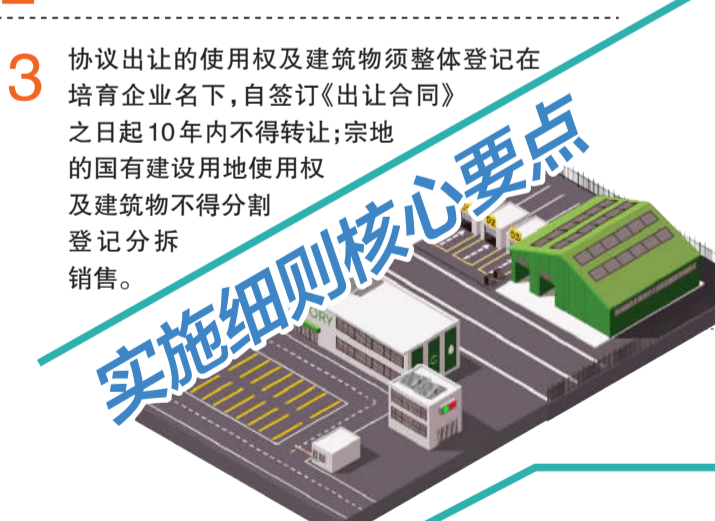 3
协议出让的使用权及建筑物须整体登记在
培育企业名下,自签订《出让合同》
之日起10年内不得转让;宗地
的国有建设用地使用权
及建筑物不得分割
登记分拆
销售。
实施细则核心要点
02
ORY